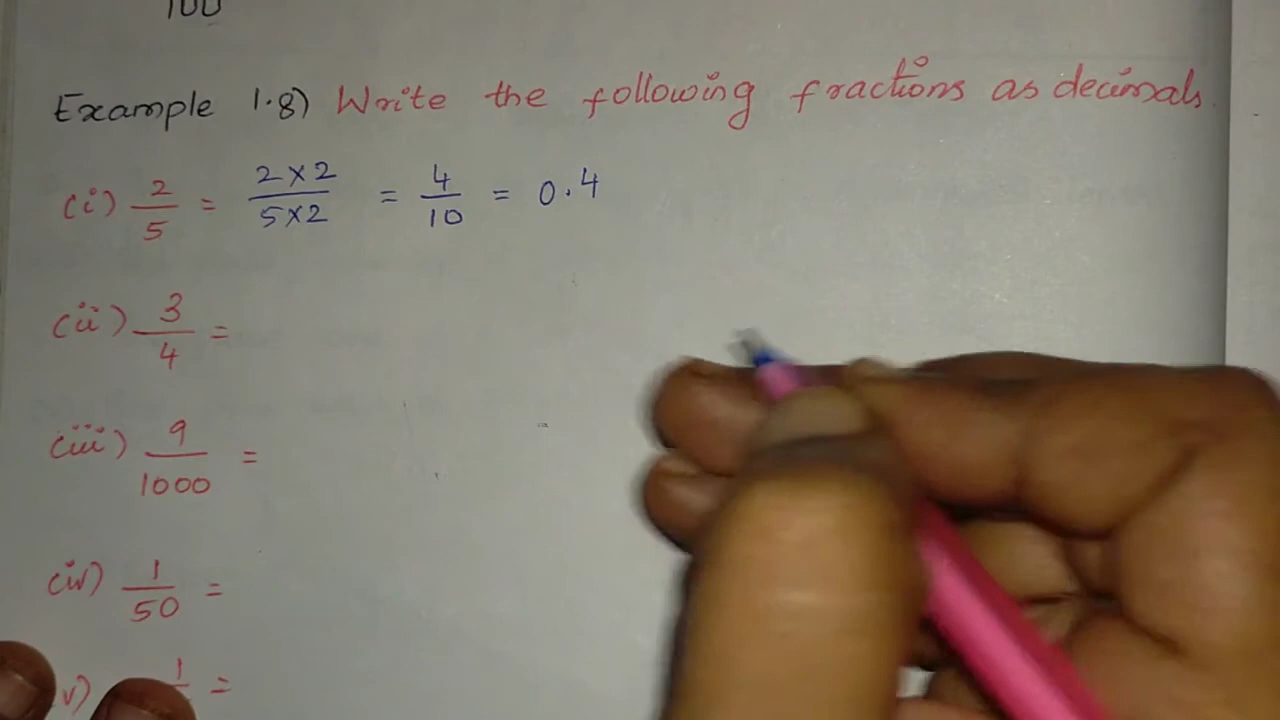 100
Example 1.8) Write the following fractions as decimals.
(i) 2/5 = 2×2/5×2 = 4/10 = 0.4
(ii) 3/4 =
(iii) 9/1000 =
(iv) 1/50 =
v) 1/ =